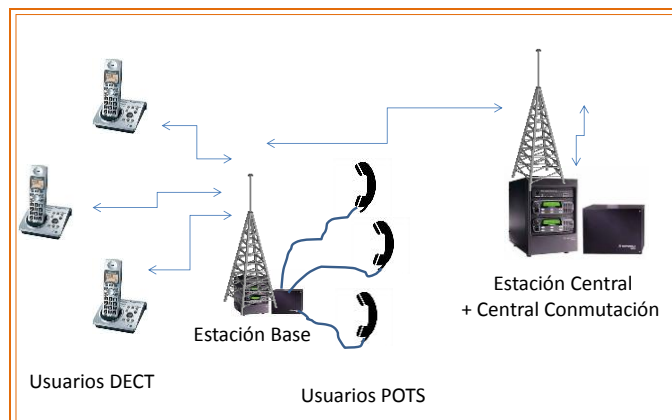 Estación Central
+ Central Conmutación
Estación Base
Usuarios DECT
Usuarios POTS